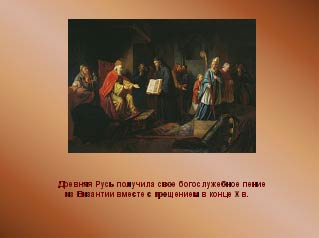 Древняя Русь получила свое богослужебное пение
из Византии вместе с крещением в конце X в.